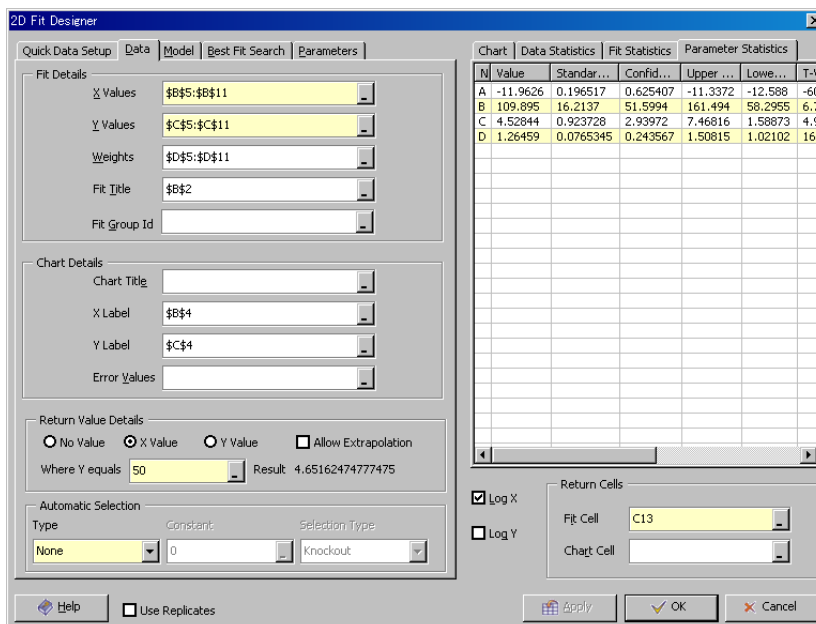 2D Fit Designer
Quick Data Setup Data Model Best Fit Search Parameters
Fit Details
X Values $B$5:$B$11
Y Values $C$5:$C$11
Weights $D$5:$D$11
Fit Title $B$2
Fit Group Id
Chart Details
Chart Title
X Label $B$4
Y Label $C$4
Error Values
Return Value Details
No Value X Value Y Value Allow Extrapolation
Where Y equals 50 Result 4.65162474777475
Automatic Selection
Type Constant Selection Type
None 0 Knockout
Help Use Replicates
Chart Data Statistics Fit Statistics Parameter Statistics
N Value Standar... Confid... Upper ... Lowe... T-V
A -11.9626 0.196517 0.625407 -11.3372 -12.588 -60
B 109.895 16.2137 51.5994 161.494 58.2955 6.7
C 4.52844 0.923728 2.93972 7.46816 1.58873 4.9
D 1.26459 0.0765345 0.243567 1.50815 1.02102 16
Log X
Log Y
Return Cells
Fit Cell C13
Chart Cell
Apply OK Cancel